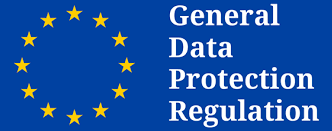 General
Data
Protection
Regulation